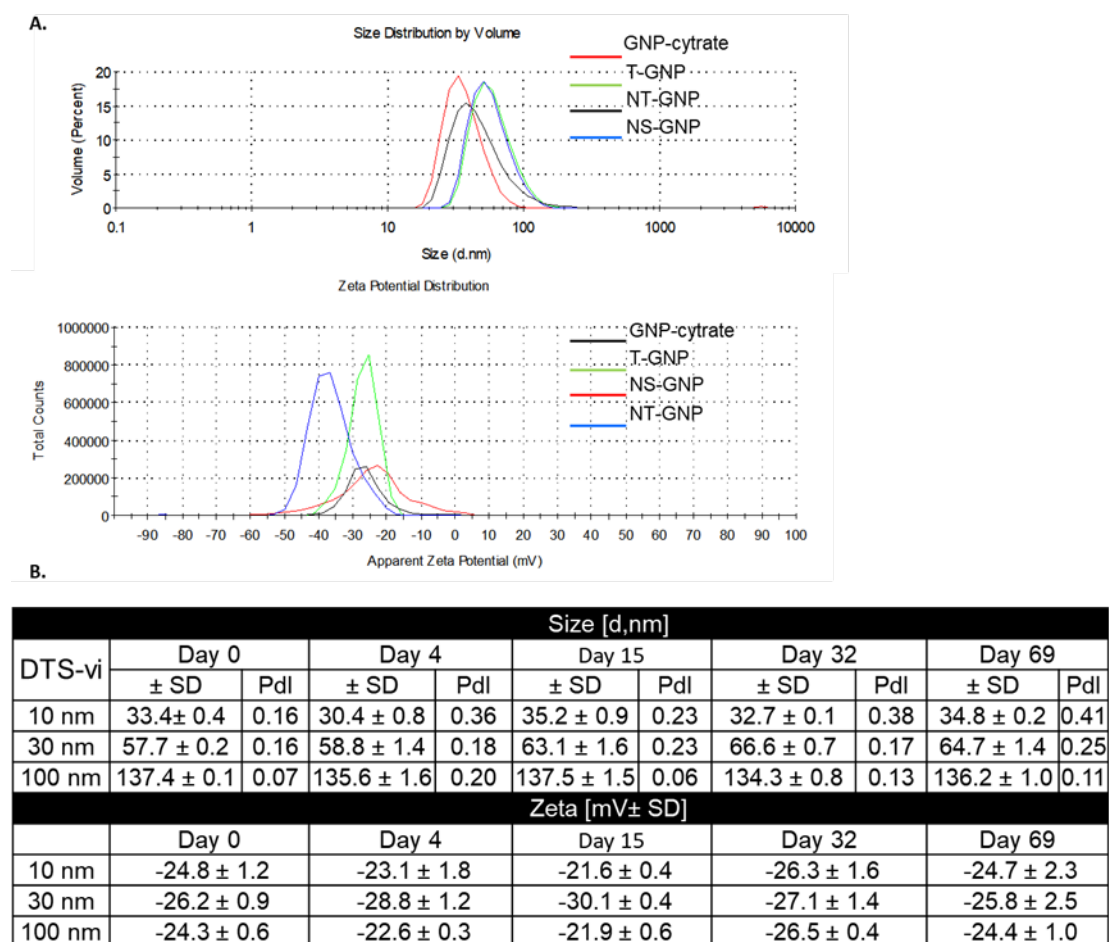 A.
Size Distribution by Volume
GNP-cytrate
T-GNP
NT-GNP
NS-GNP
Volume (Percent)
20
15
10
5
0
0.1 1 10 100 1000 10000
Size (d.nm)
Zeta Potential Distribution
GNP-cytrate
T-GNP
NS-GNP
NT-GNP
Total Counts
1000000
800000
600000
400000
200000
0
-90 -80 -70 -60 -50 -40 -30 -20 -10 0 10 20 30 40 50 60 70 80 90 100
Apparent Zeta Potential (mV)
B.
Size [d,nm]
DTS-vi Day 0 Day 4 Day 15 Day 32 Day 69
± SD PdI ± SD PdI ± SD PdI ± SD PdI ± SD PdI
10 nm 33.4± 0.4 0.16 30.4 ± 0.8 0.36 35.2 ± 0.9 0.23 32.7 ± 0.1 0.38 34.8 ± 0.2 0.41
30 nm 57.7 ± 0.2 0.16 58.8 ± 1.4 0.18 63.1 ± 1.6 0.23 66.6 ± 0.7 0.17 64.7 ± 1.4 0.25
100 nm 137.4 ± 0.1 0.07 135.6 ± 1.6 0.20 137.5 ± 1.5 0.06 134.3 ± 0.8 0.13 136.2 ± 1.0 0.11
Zeta [mV± SD]
Day 0 Day 4 Day 15 Day 32 Day 69
10 nm -24.8 ± 1.2 -23.1 ± 1.8 -21.6 ± 0.4 -26.3 ± 1.6 -24.7 ± 2.3
30 nm -26.2 ± 0.9 -28.8 ± 1.2 -30.1 ± 0.4 -27.1 ± 1.4 -25.8 ± 2.5
100 nm -24.3 ± 0.6 -22.6 ± 0.3 -21.9 ± 0.6 -26.5 ± 0.4 -24.4 ± 1.0